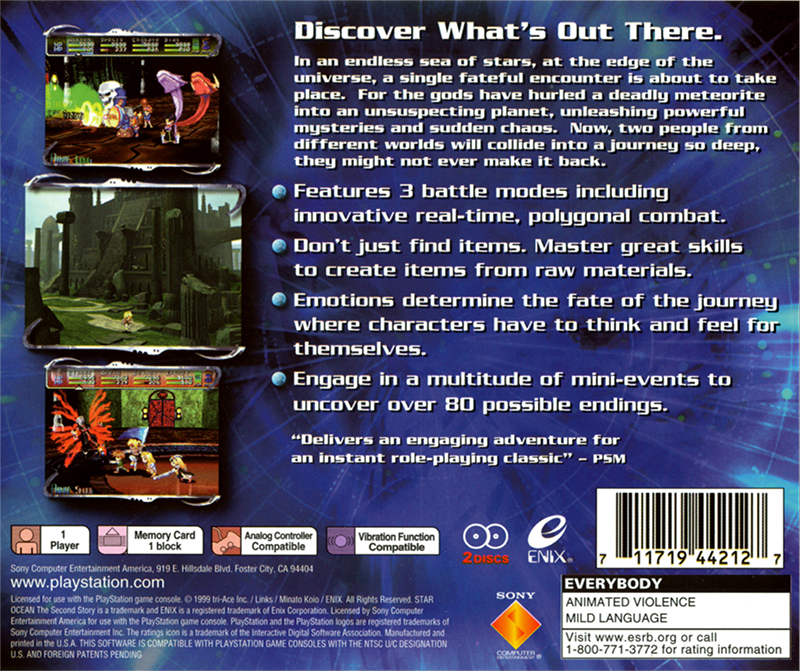 Discover What's Out There.
In an endless sea of stars, at the edge of the
universe, a single fateful encounter is about to take
place. For the gods have hurled a deadly meteorite
into an unsuspecting planet, unleashing powerful
mysteries and sudden chaos. Now, two people from
different worlds will collide into a journey so deep,
they might not ever make it back.
Features 3 battle modes including
innovative real-time, polygonal combat.
Don't just find items. Master great skills
to create items from raw materials.
Emotions determine the fate of the journey
where characters have to think and feel for
themselves.
Engage in a multitude of mini-events to
uncover over 80 possible endings.
"Delivers an engaging adventure for
an instant role-playing classic" – PSM
1
Player
Memory Card
1 block
Analog Controller
Compatible
Vibration Function
Compatible
2 DISCS
ENIX®
7 11719 44212 7
Sony Computer Entertainment America, 919 E. Hillsdale Blvd. Foster City, CA 94404
www.playstation.com
Licensed for use with the PlayStation game console. © 1999 tri-Ace Inc. / Links / Minato Koio / ENIX. All Rights Reserved. STAR
OCEAN The Second Story is a trademark and ENIX is a registered trademark of Enix Corporation. Licensed by Sony Computer
Entertainment America for use with the PlayStation game console. PlayStation and the PlayStation logos are registered trademarks of
Sony Computer Entertainment Inc. The ratings icon is a trademark of the Interactive Digital Software Association. Manufactured and
printed in the U.S.A. THIS SOFTWARE IS COMPATIBLE WITH PLAYSTATION GAME CONSOLES WITH THE NTSC U/C DESIGNATION
U.S. AND FOREIGN PATENTS PENDING
SONY
COMPUTER
ENTERTAINMENT®
EVERYBODY
ANIMATED VIOLENCE
MILD LANGUAGE
Visit www.esrb.org or call
1-800-771-3772 for rating information